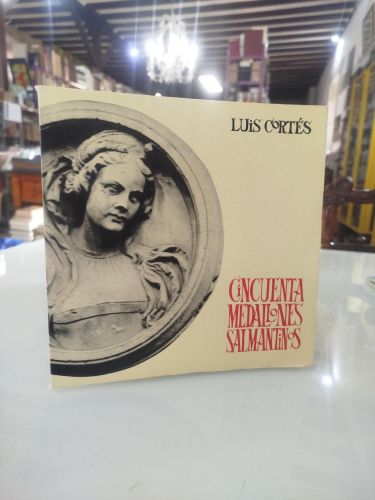 LUIS CORTÉS
CINCUENTA
MEDALLONES
SALMANTINOS